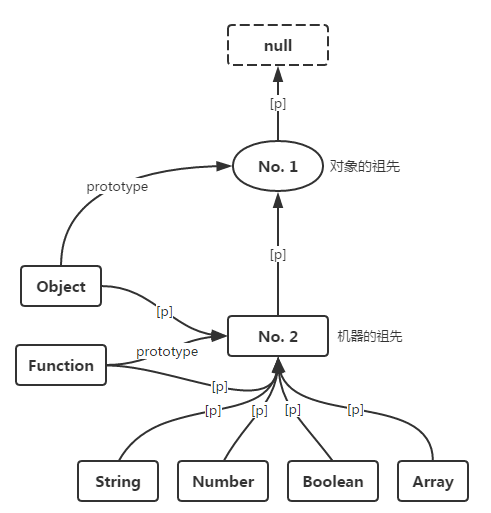 null
[p]
No. 1 对象的祖先
prototype
[p]
Object
[p]
No. 2 机器的祖先
prototype
Function
[p]
[p] [p] [p] [p]
String Number Boolean Array